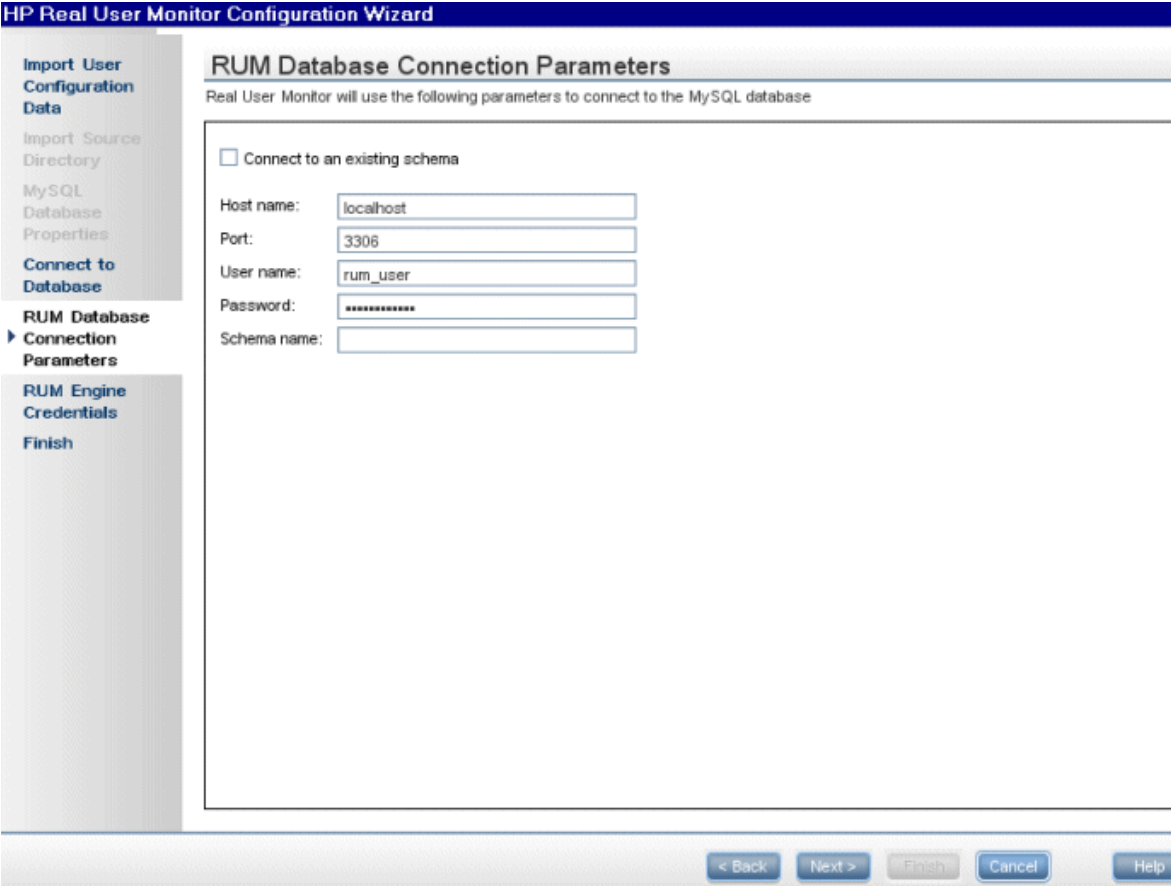 HP Real User Monitor Configuration Wizard
Import User
Configuration
Data
Import Source
Directory
MySQL
Database
Properties
Connect to
Database
RUM Database
Connection
Parameters
RUM Engine
Credentials
Finish
RUM Database Connection Parameters
Real User Monitor will use the following parameters to connect to the MySQL database
Connect to an existing schema
Host name: localhost
Port: 3306
User name: rum_user
Password: ••••••••••••
Schema name:
< Back Next > Finish Cancel Help